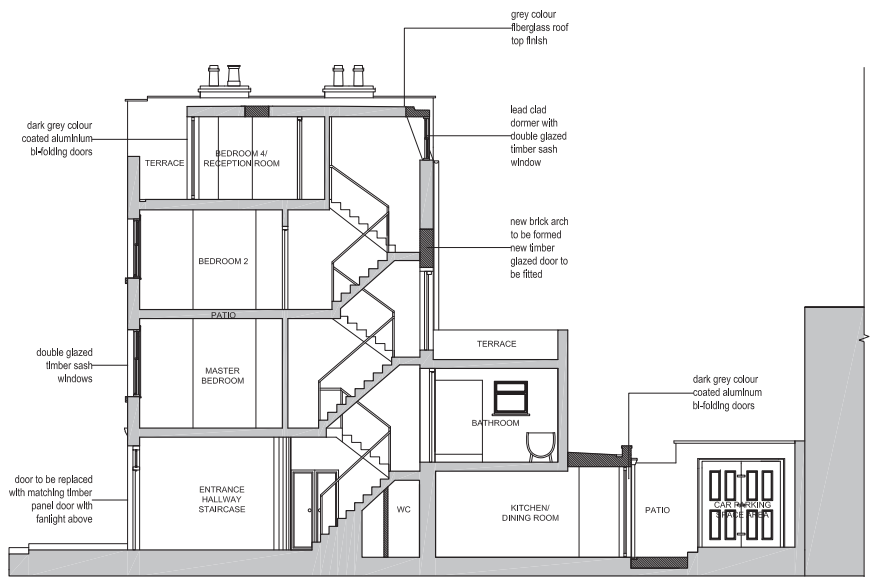 grey colour
fiberglass roof
top finish
dark grey colour
coated aluminium
bi-folding doors
lead clad
dormer with
double glazed
timber sash
window
TERRACE
BEDROOM 4/
RECEPTION ROOM
new brick arch
to be formed
new timber
glazed door to
be fitted
BEDROOM 2
PATIO
TERRACE
double glazed
timber sash
windows
MASTER
BEDROOM
dark grey colour
coated aluminum
bi-folding doors
BATHROOM
door to be replaced
with matching timber
panel door with
fanlight above
ENTRANCE
HALLWAY
STAIRCASE
WC
KITCHEN/
DINING ROOM
PATIO
CAR PARKING
SPACE AREA